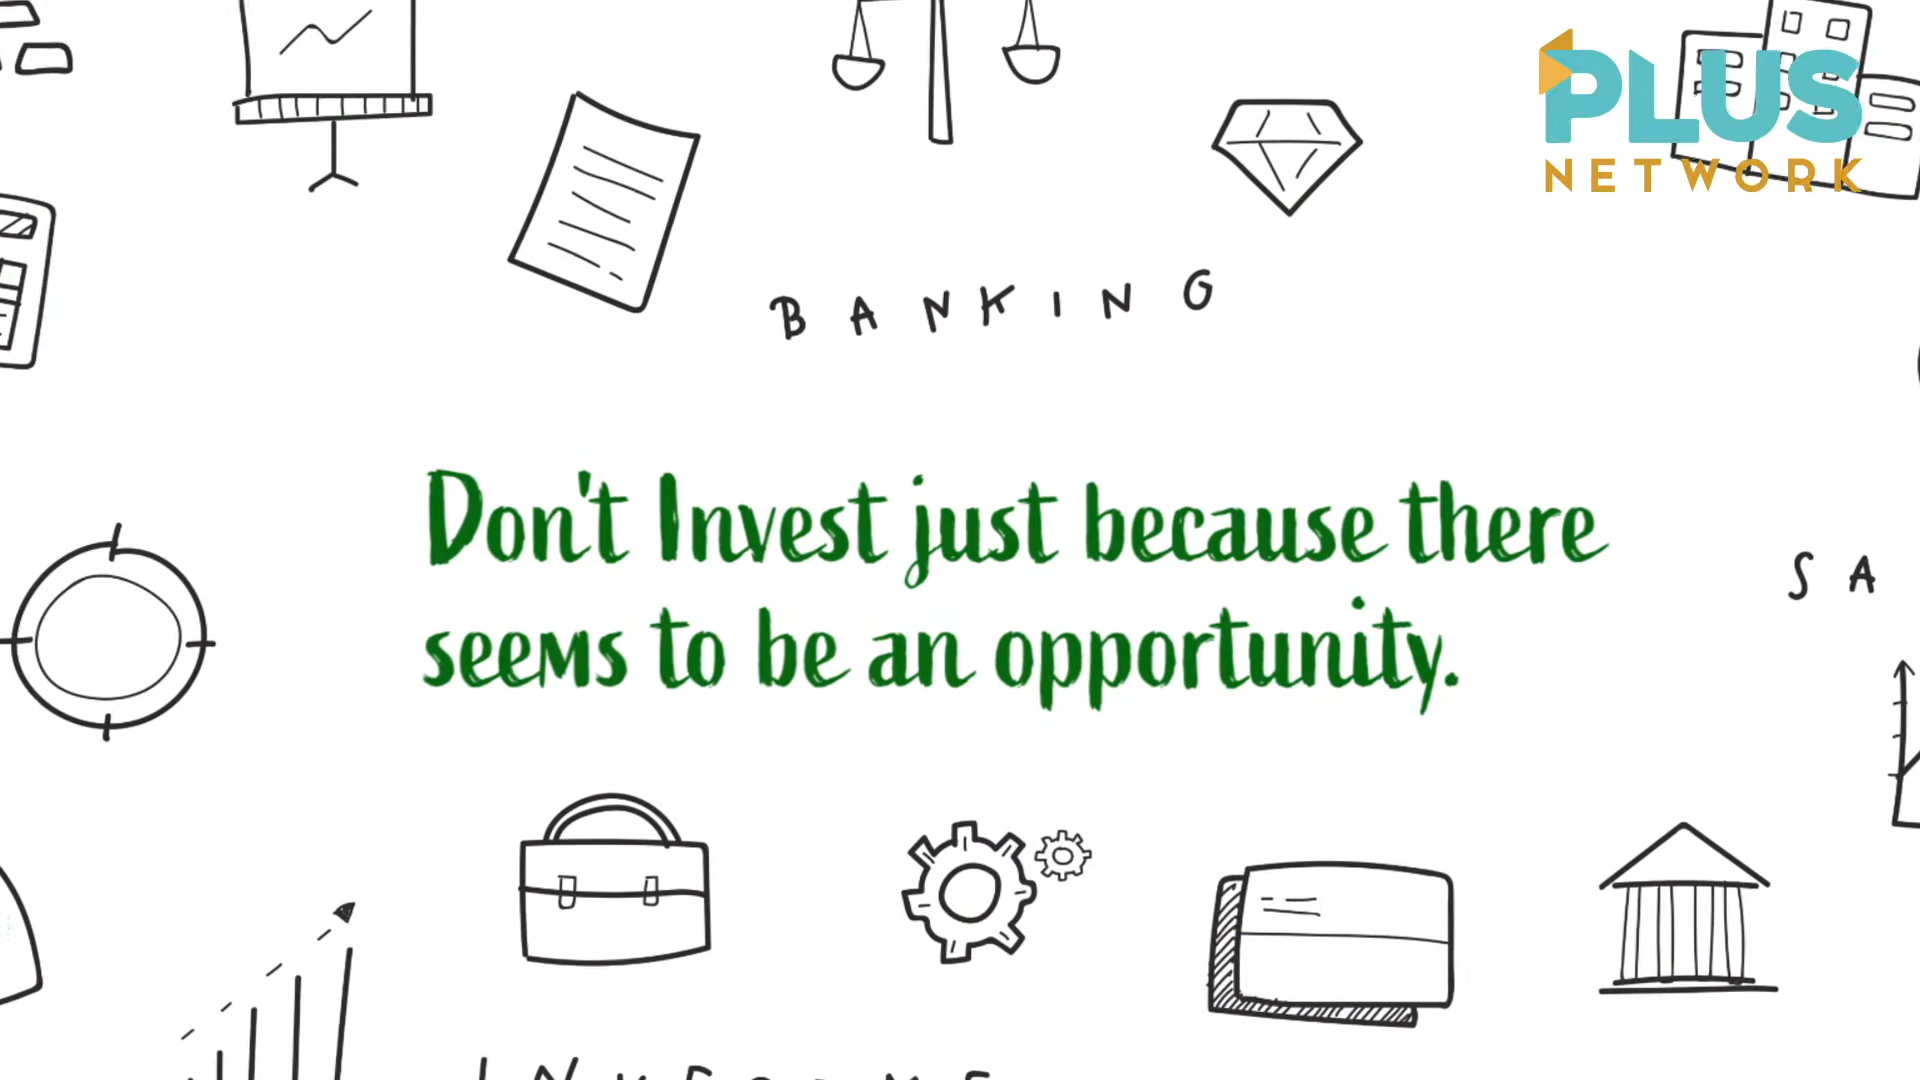 PLUS
NETWORK
BANKING
Don't Invest just because there
seems to be an opportunity.
SA